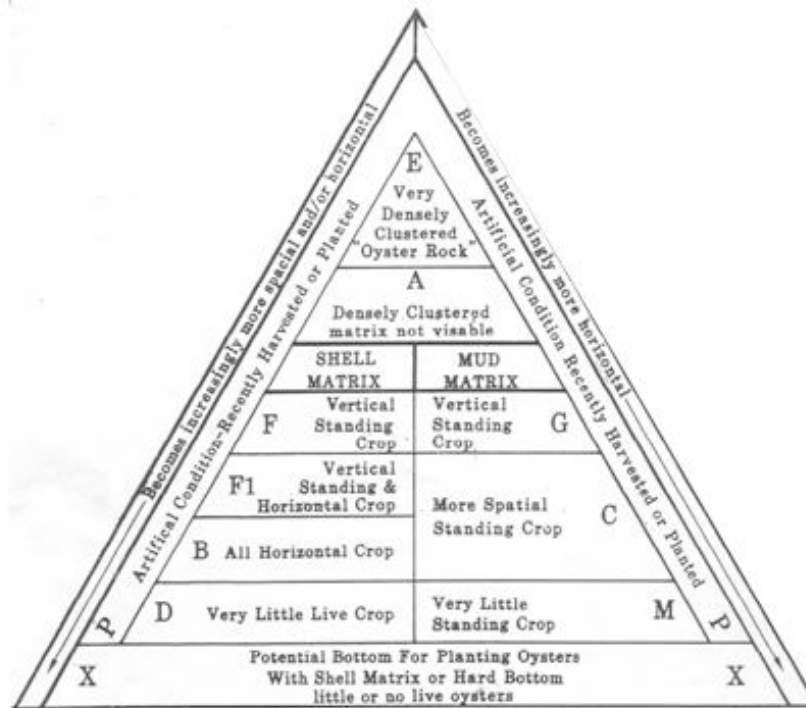 Becomes increasingly more spacial and/or horizontal
Artifical Condition-Recently Harvested or Planted
Becomes increasingly more horizontal
Artificial Condition Recently Harvested or Planted
E
Very
Densely
Clustered
"Oyster Rock"
A
Densely Clustered
matrix not visable
SHELL
MATRIX
MUD
MATRIX
F
Vertical
Standing
Crop
Vertical
Standing
Crop
G
F1
Vertical
Standing &
Horizontal Crop
More Spatial
Standing Crop
C
B
All Horizontal Crop
D
Very Little Live Crop
Very Little
Standing Crop
M
P
P
X
Potential Bottom For Planting Oysters
With Shell Matrix or Hard Bottom
little or no live oysters
X